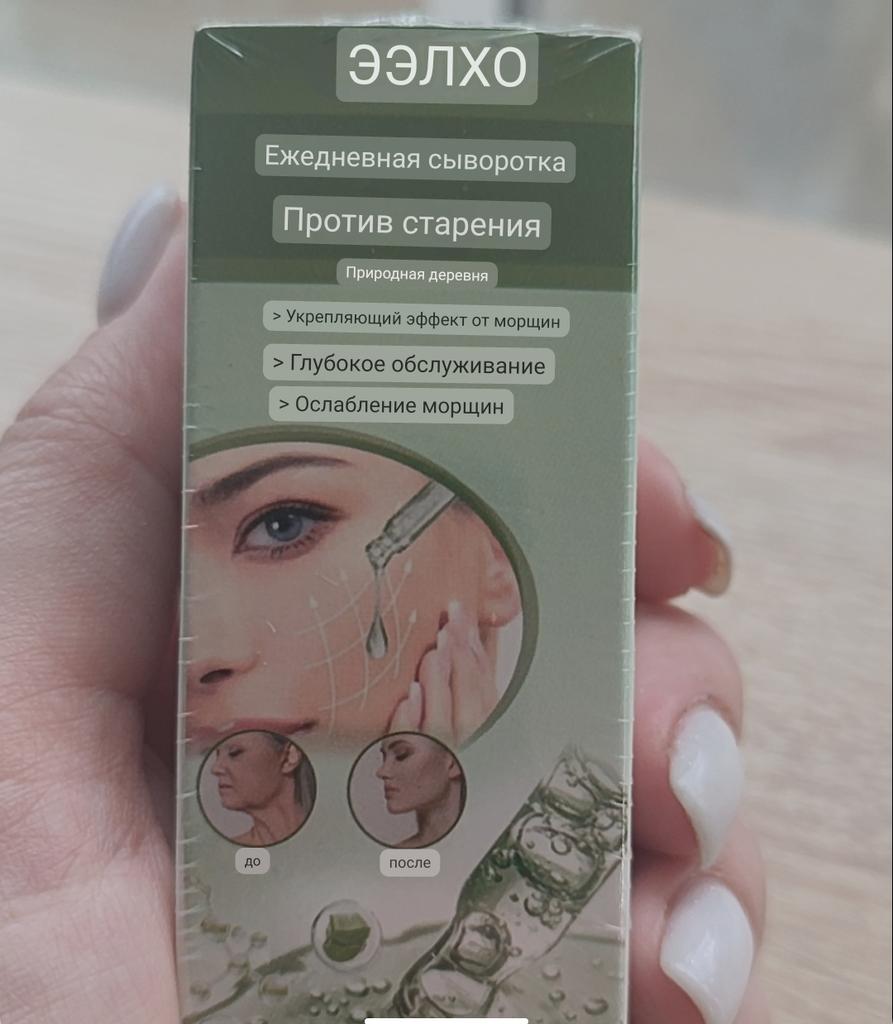 ЭЭЛХО
Ежедневная сыворотка
Против старения
Природная деревня
> Укрепляющий эффект от морщин
> Глубокое обслуживание
> Ослабление морщин
до
после